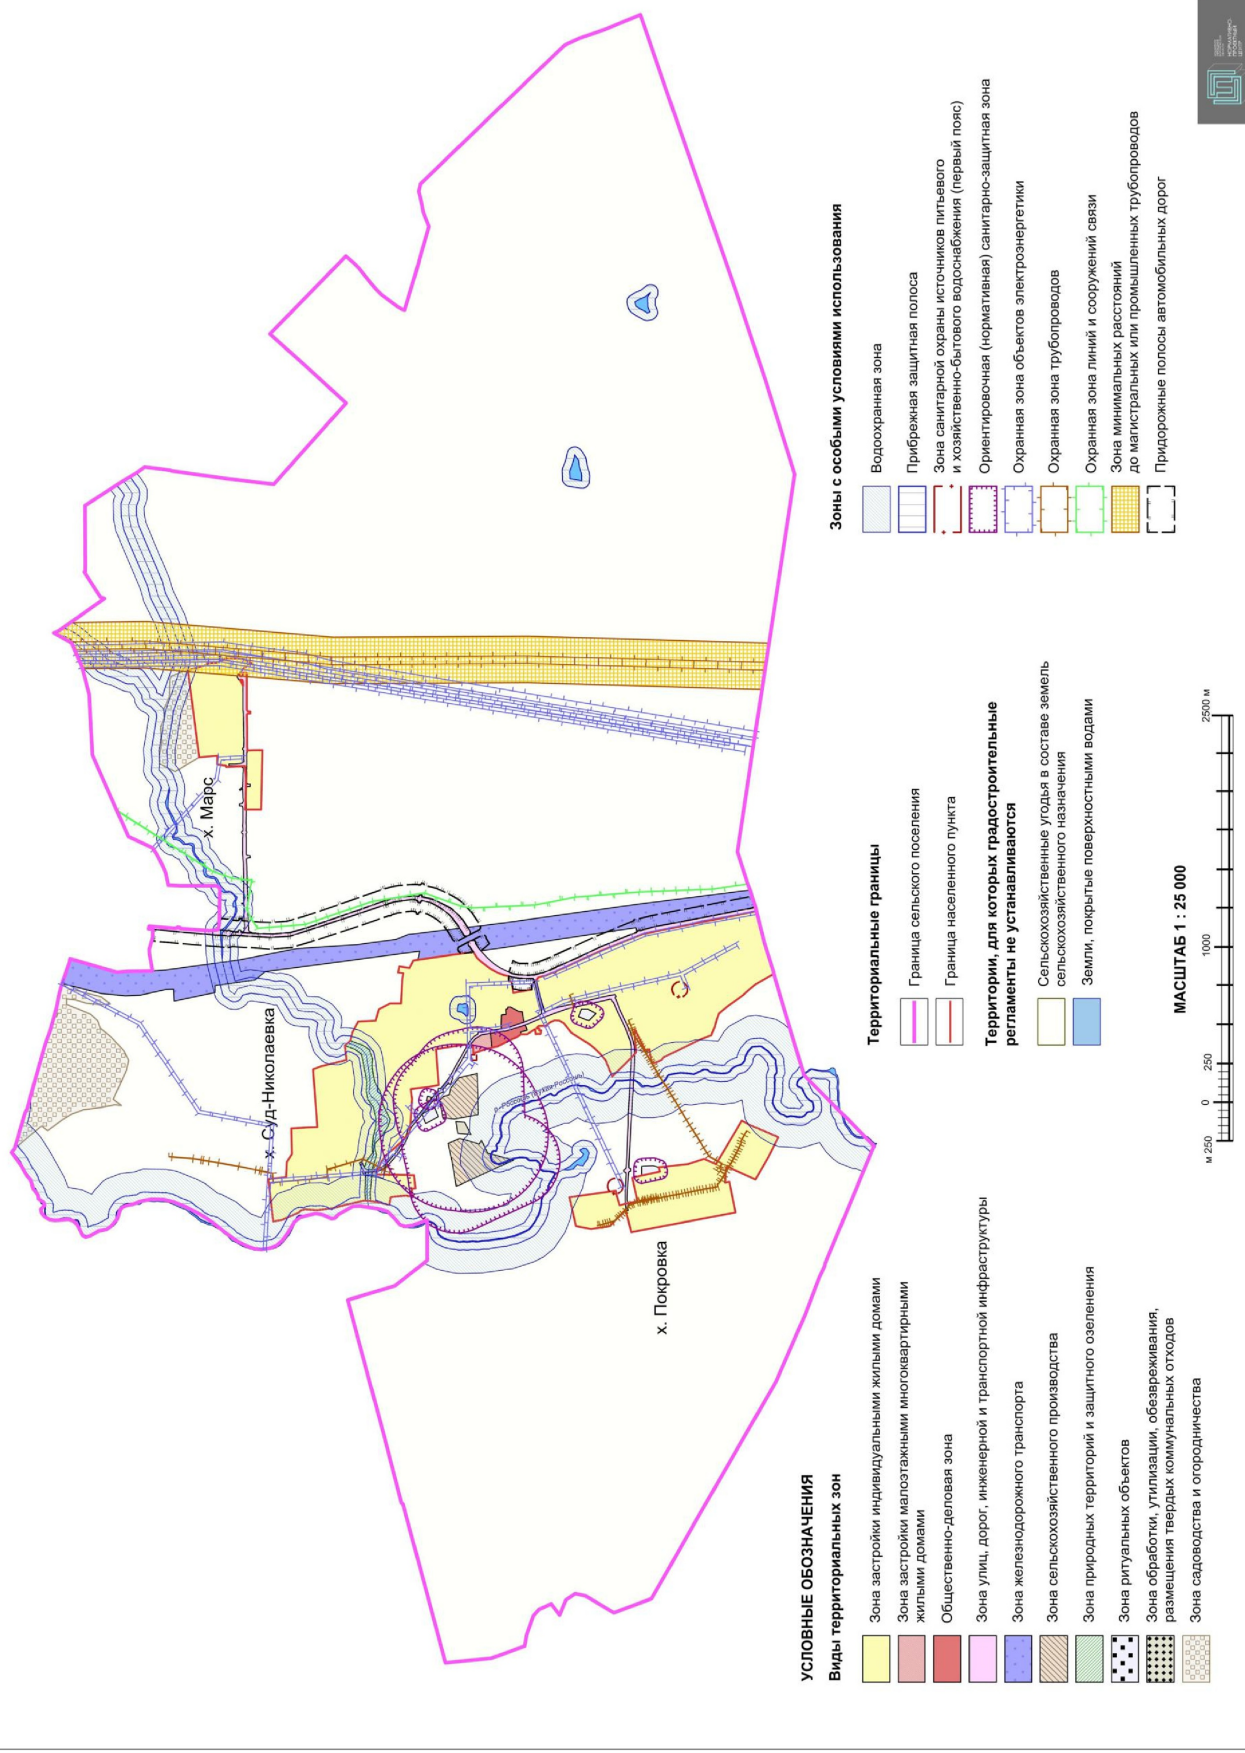 х. Марс
х. Суд-Николаевка
х. Покровка
УСЛОВНЫЕ ОБОЗНАЧЕНИЯ
Виды территориальных зон
Зона застройки индивидуальными жилыми домами
Зона застройки малоэтажными многоквартирными
жилыми домами
Общественно-деловая зона
Зона улиц, дорог, инженерной и транспортной инфраструктуры
Зона железнодорожного транспорта
Зона сельскохозяйственного производства
Зона природных территорий и защитного озеленения
Зона ритуальных объектов
Зона обработки, утилизации, обезвреживания,
размещения твердых коммунальных отходов
Зона садоводства и огородничества
Территориальные границы
Граница сельского поселения
Граница населенного пункта
Территории, для которых градостроительные
регламенты не устанавливаются
Сельскохозяйственные угодья в составе земель
сельскохозяйственного назначения
Земли, покрытые поверхностными водами
МАСШТАБ 1 : 25 000
м 250 0 250 1000 2500 м
Зоны с особыми условиями использования
Водоохранная зона
Прибрежная защитная полоса
Зона санитарной охраны источников питьевого
и хозяйственно-бытового водоснабжения (первый пояс)
Ориентировочная (нормативная) санитарно-защитная зона
Охранная зона объектов электроэнергетики
Охранная зона трубопроводов
Охранная зона линий и сооружений связи
Зона минимальных расстояний
до магистральных или промышленных трубопроводов
Придорожные полосы автомобильных дорог
НОРМАТИВНО-
ПРОЕКТНЫЙ
ЦЕНТР